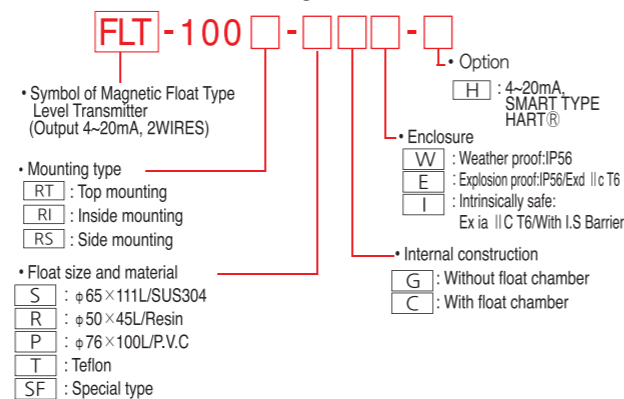 FLT-100□-□□□-□
• Option
H : 4~20mA,
SMART TYPE
HART®
• Symbol of Magnetic Float Type
Level Transmitter
(Output 4~20mA, 2WIRES)
• Enclosure
W : Weather proof:IP56
E : Explosion proof:IP56/Exd ||c T6
I : Intrinsically safe:
Ex ia ||C T6/With I.S Barrier
• Mounting type
RT : Top mounting
RI : Inside mounting
RS : Side mounting
• Internal construction
G : Without float chamber
C : With float chamber
• Float size and material
S : φ65×111L/SUS304
R : φ50×45L/Resin
P : φ76×100L/P.V.C
T : Teflon
SF : Special type